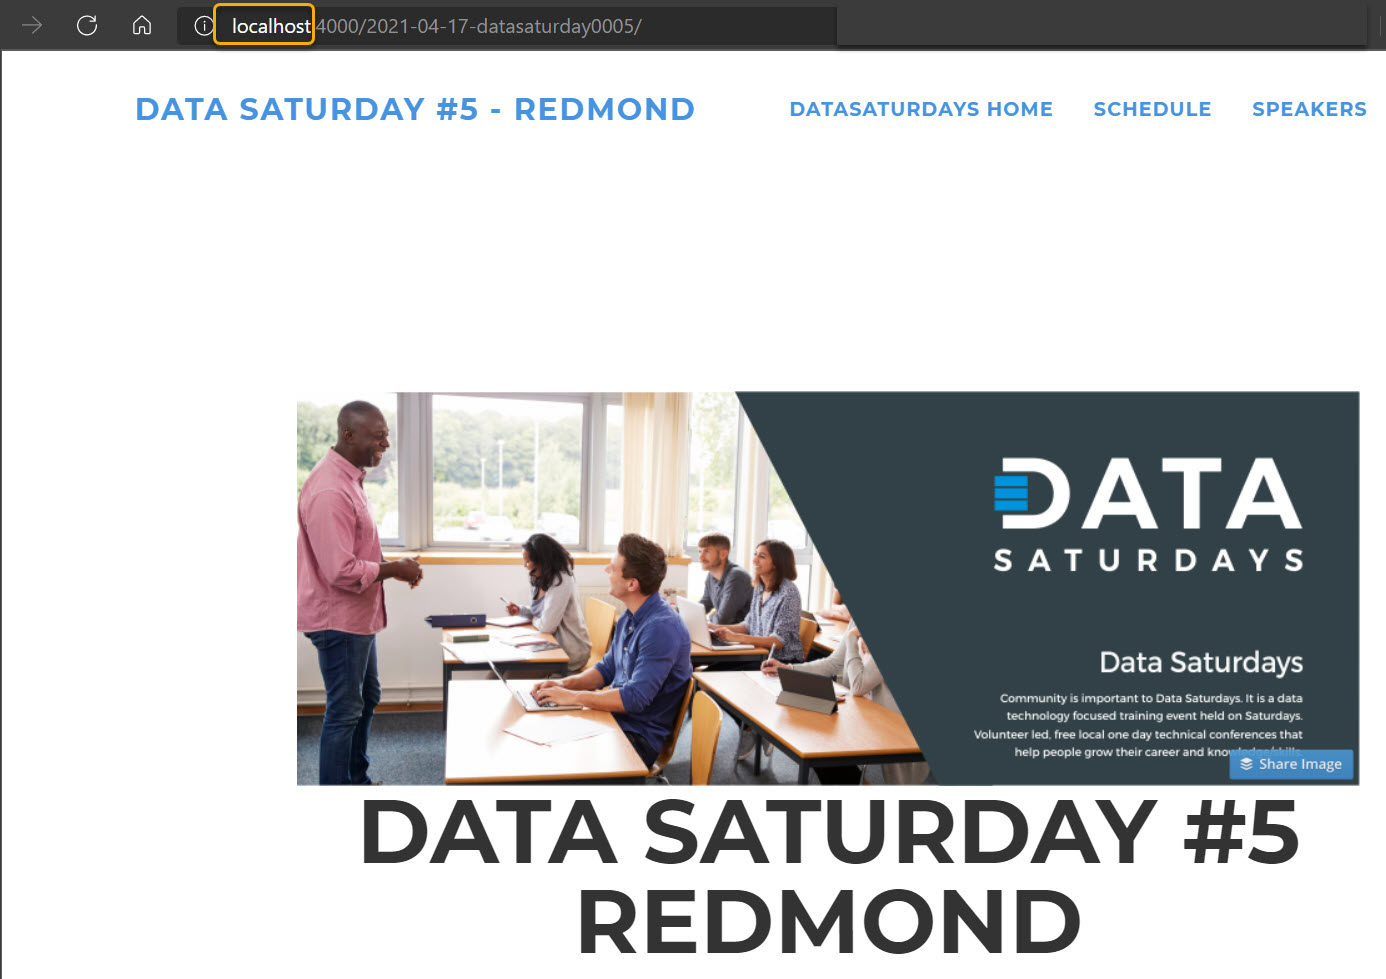 localhost:4000/2021-04-17-datasaturday0005/
DATA SATURDAY #5 - REDMOND
DATASATURDAYS HOME
SCHEDULE
SPEAKERS
DATA
SATURDAYS
Data Saturdays
Community is important to Data Saturdays. It is a data
technology focused training event held on Saturdays.
Volunteer led, free local one day technical conferences that
help people grow their career and knowledge/skills.
Share Image
DATA SATURDAY #5
REDMOND